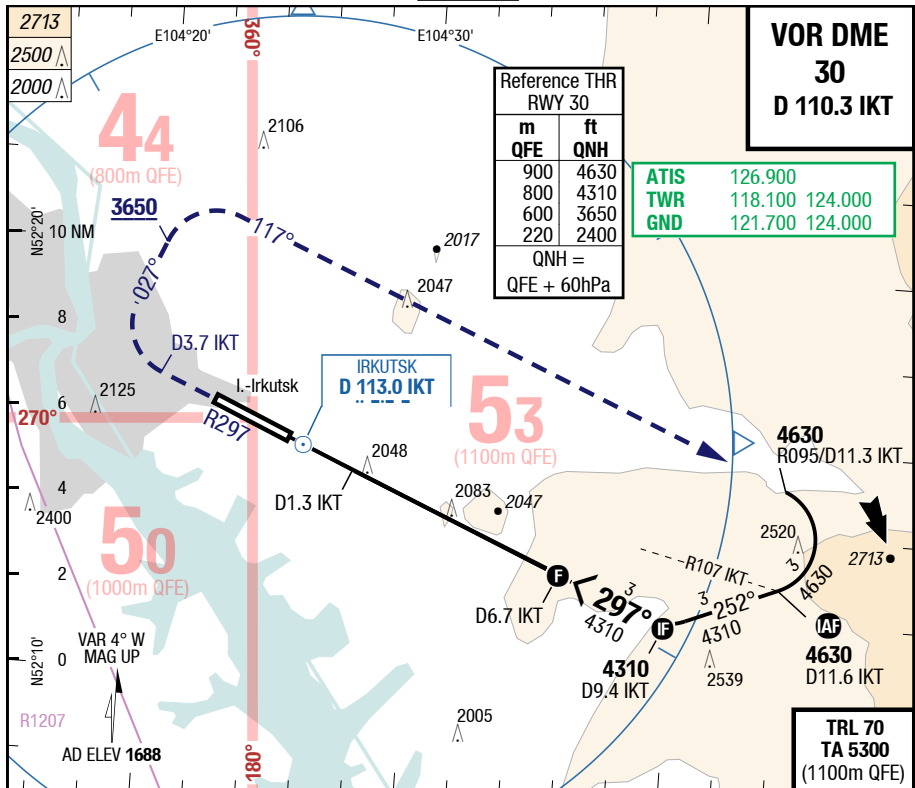 2713
2500
2000
E104°20'
E104°30'
360°
VOR DME
30
D 110.3 IKT
Reference THR
RWY 30
m ft
QFE QNH
900 4630
800 4310
600 3650
220 2400
QNH =
QFE + 60hPa
ATIS 126.900
TWR 118.100 124.000
GND 121.700 124.000
44
(800m QFE)
2106
3650
N52°20'
10 NM
117°
2017
027°
2047
8
D3.7 IKT
I.-Irkutsk
IRKUTSK
D 113.0 IKT
2125
6
270°
R297
53
(1100m QFE)
4630
R095/D11.3 IKT
2048
D1.3 IKT
4
2400
2083
2047
50
(1000m QFE)
2520
2713
R107 IKT
3
4630
2
D6.7 IKT
3
297°
4310
3
252°
4310
IF
F
IAF
4630
D11.6 IKT
4310
D9.4 IKT
2539
VAR 4° W
MAG UP
N52°10'
0
R1207
AD ELEV 1688
180°
2005
TRL 70
TA 5300
(1100m QFE)